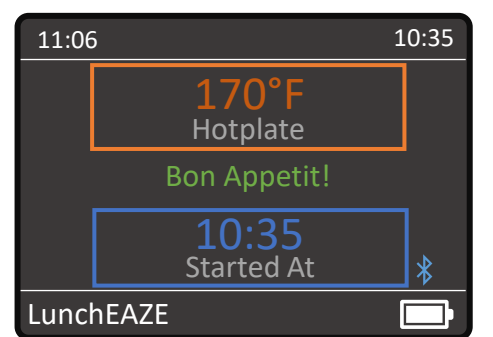 11:06 10:35
170°F
Hotplate
Bon Appetit!
10:35
Started At
LunchEAZE